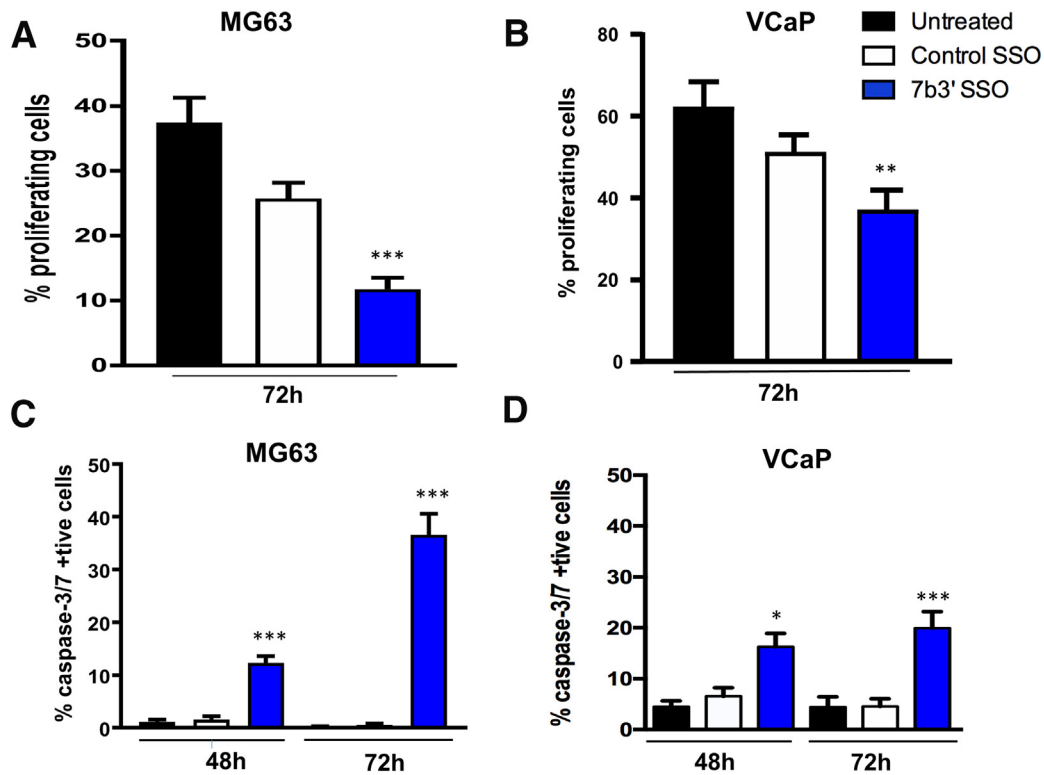 A
MG63
50
40
30
20
10
0
% proliferating cells
***
72h
B
VCaP
80
60
40
20
0
% proliferating cells
**
72h
Untreated
Control SSO
7b3' SSO
C
MG63
50
40
30
20
10
0
% caspase-3/7 +tive cells
***
***
48h
72h
D
VCaP
50
40
30
20
10
0
% caspase-3/7 +tive cells
*
***
48h
72h